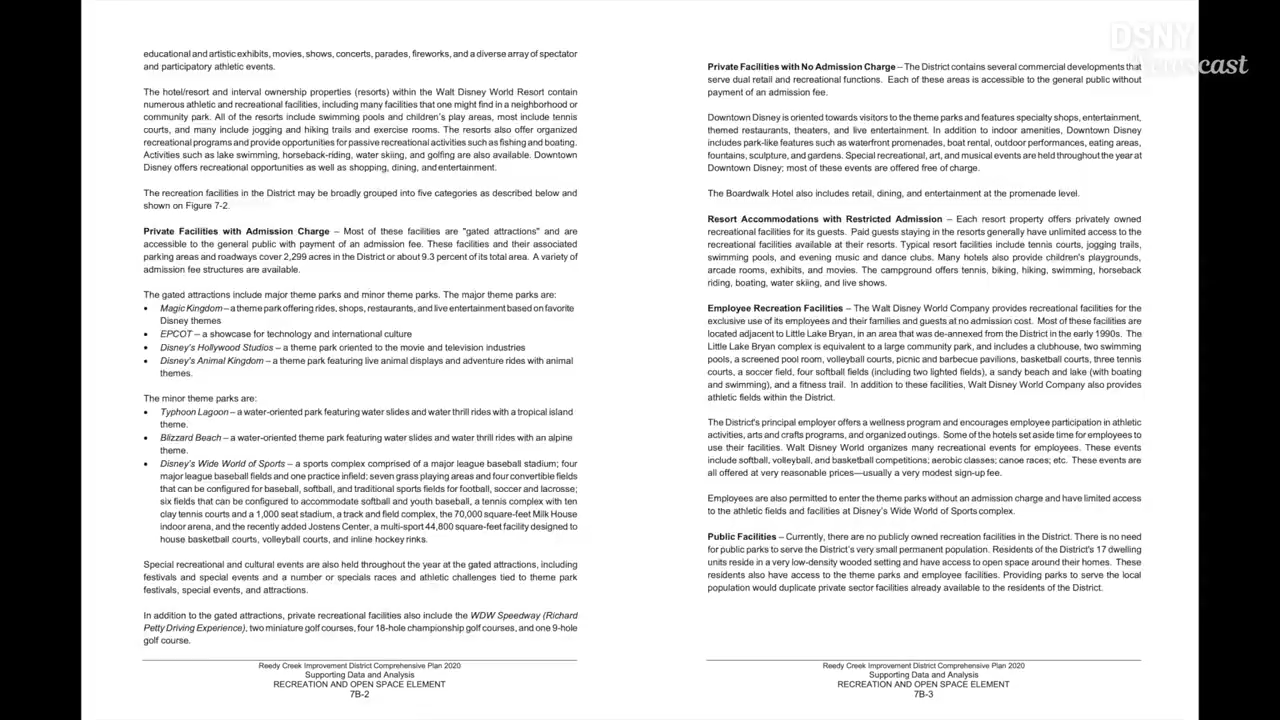 educational and artistic exhibits, movies, shows, concerts, parades, fireworks, and a diverse array of spectator
and participatory athletic events.
The hotel/resort and interval ownership properties (resorts) within the Walt Disney World Resort contain
numerous athletic and recreational facilities, including many facilities that one might find in a neighborhood or
community park. All of the resorts include swimming pools and children's play areas, most include tennis
courts, and many include jogging and hiking trails and exercise rooms. The resorts also offer organized
recreational programs and provide opportunities for passive recreational activities such as fishing and boating.
Activities such as lake swimming, horseback-riding, water skiing, and golfing are also available. Downtown
Disney offers recreational opportunities as well as shopping, dining, and entertainment.
The recreation facilities in the District may be broadly grouped into five categories as described below and
shown on Figure 7-2.
Private Facilities with Admission Charge – Most of these facilities are "gated attractions" and are
accessible to the general public with payment of an admission fee. These facilities and their associated
parking areas and roadways cover 2,299 acres in the District or about 9.3 percent of its total area. A variety of
admission fee structures are available.
The gated attractions include major theme parks and minor theme parks. The major theme parks are:
• Magic Kingdom – a theme park offering rides, shops, restaurants, and live entertainment based on favorite
Disney themes
• EPCOT – a showcase for technology and international culture
• Disney's Hollywood Studios – a theme park oriented to the movie and television industries
• Disney's Animal Kingdom – a theme park featuring live animal displays and adventure rides with animal
themes.
The minor theme parks are:
• Typhoon Lagoon – a water-oriented park featuring water slides and water thrill rides with a tropical island
theme.
• Blizzard Beach – a water-oriented theme park featuring water slides and water thrill rides with an alpine
theme.
• Disney's Wide World of Sports – a sports complex comprised of a major league baseball stadium; four
major league baseball fields and one practice infield; seven grass playing areas and four convertible fields
that can be configured for baseball, softball, and traditional sports fields for football, soccer and lacrosse;
six fields that can be configured to accommodate softball and youth baseball, a tennis complex with ten
clay tennis courts and a 1,000 seat stadium, a track and field complex, the 70,000 square-feet Milk House
indoor arena, and the recently added Jostens Center, a multi-sport 44,800 square-feet facility designed to
house basketball courts, volleyball courts, and inline hockey rinks.
Special recreational and cultural events are also held throughout the year at the gated attractions, including
festivals and special events and a number or specials races and athletic challenges tied to theme park
festivals, special events, and attractions.
In addition to the gated attractions, private recreational facilities also include the WDW Speedway (Richard
Petty Driving Experience), two miniature golf courses, four 18-hole championship golf courses, and one 9-hole
golf course.
Reedy Creek Improvement District Comprehensive Plan 2020
Supporting Data and Analysis
RECREATION AND OPEN SPACE ELEMENT
7B-2
DSNY
Newscast
Private Facilities with No Admission Charge – The District contains several commercial developments that
serve dual retail and recreational functions. Each of these areas is accessible to the general public without
payment of an admission fee.
Downtown Disney is oriented towards visitors to the theme parks and features specialty shops, entertainment,
themed restaurants, theaters, and live entertainment. In addition to indoor amenities, Downtown Disney
includes park-like features such as waterfront promenades, boat rental, outdoor performances, eating areas,
fountains, sculpture, and gardens. Special recreational, art, and musical events are held throughout the year at
Downtown Disney; most of these events are offered free of charge.
The Boardwalk Hotel also includes retail, dining, and entertainment at the promenade level.
Resort Accommodations with Restricted Admission – Each resort property offers privately owned
recreational facilities for its guests. Paid guests staying in the resorts generally have unlimited access to the
recreational facilities available at their resorts. Typical resort facilities include tennis courts, jogging trails,
swimming pools, and evening music and dance clubs. Many hotels also provide children's playgrounds,
arcade rooms, exhibits, and movies. The campground offers tennis, biking, hiking, swimming, horseback
riding, boating, water skiing, and live shows.
Employee Recreation Facilities – The Walt Disney World Company provides recreational facilities for the
exclusive use of its employees and their families and guests at no admission cost. Most of these facilities are
located adjacent to Little Lake Bryan, in an area that was de-annexed from the District in the early 1990s. The
Little Lake Bryan complex is equivalent to a large community park, and includes a clubhouse, two swimming
pools, a screened pool room, volleyball courts, picnic and barbecue pavilions, basketball courts, three tennis
courts, a soccer field, four softball fields (including two lighted fields), a sandy beach and lake (with boating
and swimming), and a fitness trail. In addition to these facilities, Walt Disney World Company also provides
athletic fields within the District.
The District's principal employer offers a wellness program and encourages employee participation in athletic
activities, arts and crafts programs, and organized outings. Some of the hotels set aside time for employees to
use their facilities. Walt Disney World organizes many recreational events for employees. These events
include softball, volleyball, and basketball competitions; aerobic classes; canoe races; etc. These events are
all offered at very reasonable prices—usually a very modest sign-up fee.
Employees are also permitted to enter the theme parks without an admission charge and have limited access
to the athletic fields and facilities at Disney's Wide World of Sports complex.
Public Facilities – Currently, there are no publicly owned recreation facilities in the District. There is no need
for public parks to serve the District's very small permanent population. Residents of the District's 17 dwelling
units reside in a very low-density wooded setting and have access to open space around their homes. These
residents also have access to the theme parks and employee facilities. Providing parks to serve the local
population would duplicate private sector facilities already available to the residents of the District.
Reedy Creek Improvement District Comprehensive Plan 2020
Supporting Data and Analysis
RECREATION AND OPEN SPACE ELEMENT
7B-3